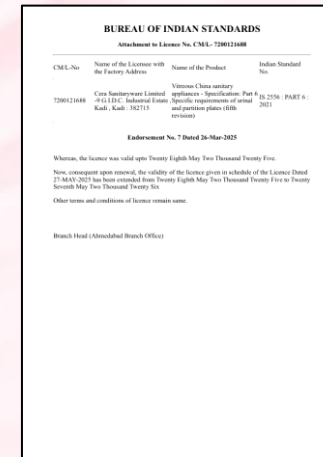 BUREAU OF INDIAN STANDARDS
Attachment to Licence No. CM/L- 7200121688
CM/L-No
Name of the Licensee with
the Factory Address
Name of the Product
Indian Standard
No.
7200121688
Cera Sanitaryware Limited
-9 G.I.D.C. Industrial Estate ,
Kadi , Kadi : 382715
Vitreous China sanitary
appliances - Specification: Part 6
Specific requirements of urinal
and partition plates (fifth
revision)
IS 2556 : PART 6 :
2021
Endorsement No. 7 Dated 26-Mar-2025
Whereas, the licence was valid upto Twenty Eighth May Two Thousand Twenty Five.
Now, consequent upon renewal, the validity of the licence given in schedule of the Licence Dated
27-MAY-2025 has been extended from Twenty Eighth May Two Thousand Twenty Five to Twenty
Seventh May Two Thousand Twenty Six
Other terms and conditions of licence remain same.
Branch Head (Ahmedabad Branch Office)